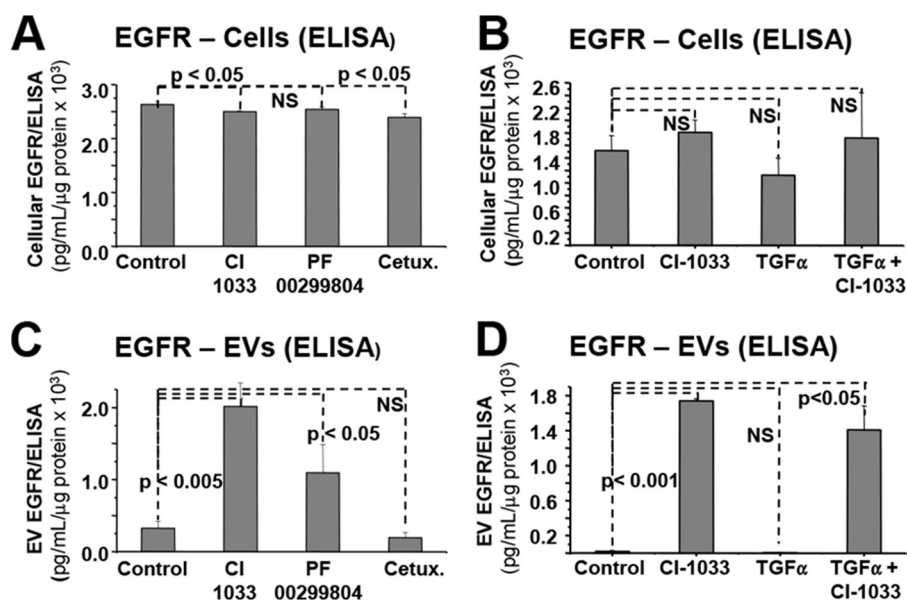 A
EGFR – Cells (ELISA)
Cellular EGFR/ELISA
(pg/mL/µg protein x 10³)
3.0
2.0
1.0
0.0
p < 0.05
NS
p < 0.05
Control
CI
1033
PF
00299804
Cetux.
B
EGFR – Cells (ELISA)
Cellular EGFR/ELISA
(pg/mL/µg protein x 10³)
2.6
2.2
1.8
1.4
1.0
0.6
0.2
NS
NS
NS
Control
CI-1033
TGFα
TGFα +
CI-1033
C
EGFR – EVs (ELISA)
EV EGFR/ELISA
(pg/mL/µg protein x 10³)
2.0
1.0
0.0
p < 0.005
p < 0.05
NS
Control
CI
1033
PF
00299804
Cetux.
D
EGFR – EVs (ELISA)
EV EGFR/ELISA
(pg/mL/µg protein x 10³)
1.8
1.4
1.0
0.6
0.2
p< 0.001
NS
p<0.05
Control
CI-1033
TGFα
TGFα +
CI-1033